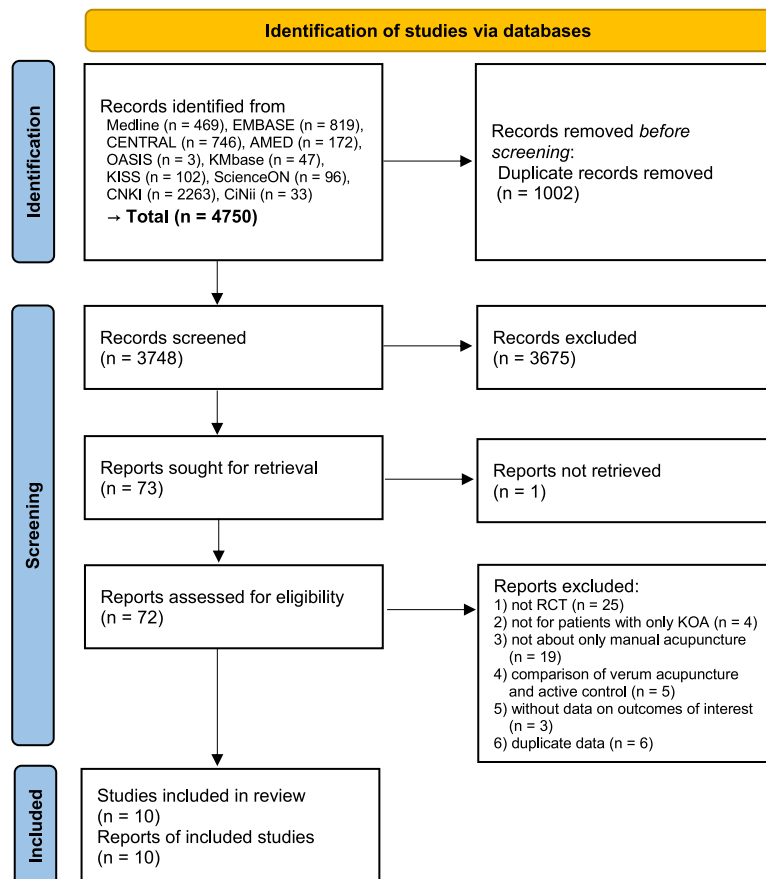 Identification of studies via databases
Identification
Records identified from
Medline (n = 469), EMBASE (n = 819),
CENTRAL (n = 746), AMED (n = 172),
OASIS (n = 3), KMbase (n = 47),
KISS (n = 102), ScienceON (n = 96),
CNKI (n = 2263), CiNii (n = 33)
→ Total (n = 4750)
Records removed before
screening:
Duplicate records removed
(n = 1002)
Screening
Records screened
(n = 3748)
Records excluded
(n = 3675)
Reports sought for retrieval
(n = 73)
Reports not retrieved
(n = 1)
Reports assessed for eligibility
(n = 72)
Reports excluded:
1) not RCT (n = 25)
2) not for patients with only KOA (n = 4)
3) not about only manual acupuncture
(n = 19)
4) comparison of verum acupuncture
and active control (n = 5)
5) without data on outcomes of interest
(n = 3)
6) duplicate data (n = 6)
Included
Studies included in review
(n = 10)
Reports of included studies
(n = 10)